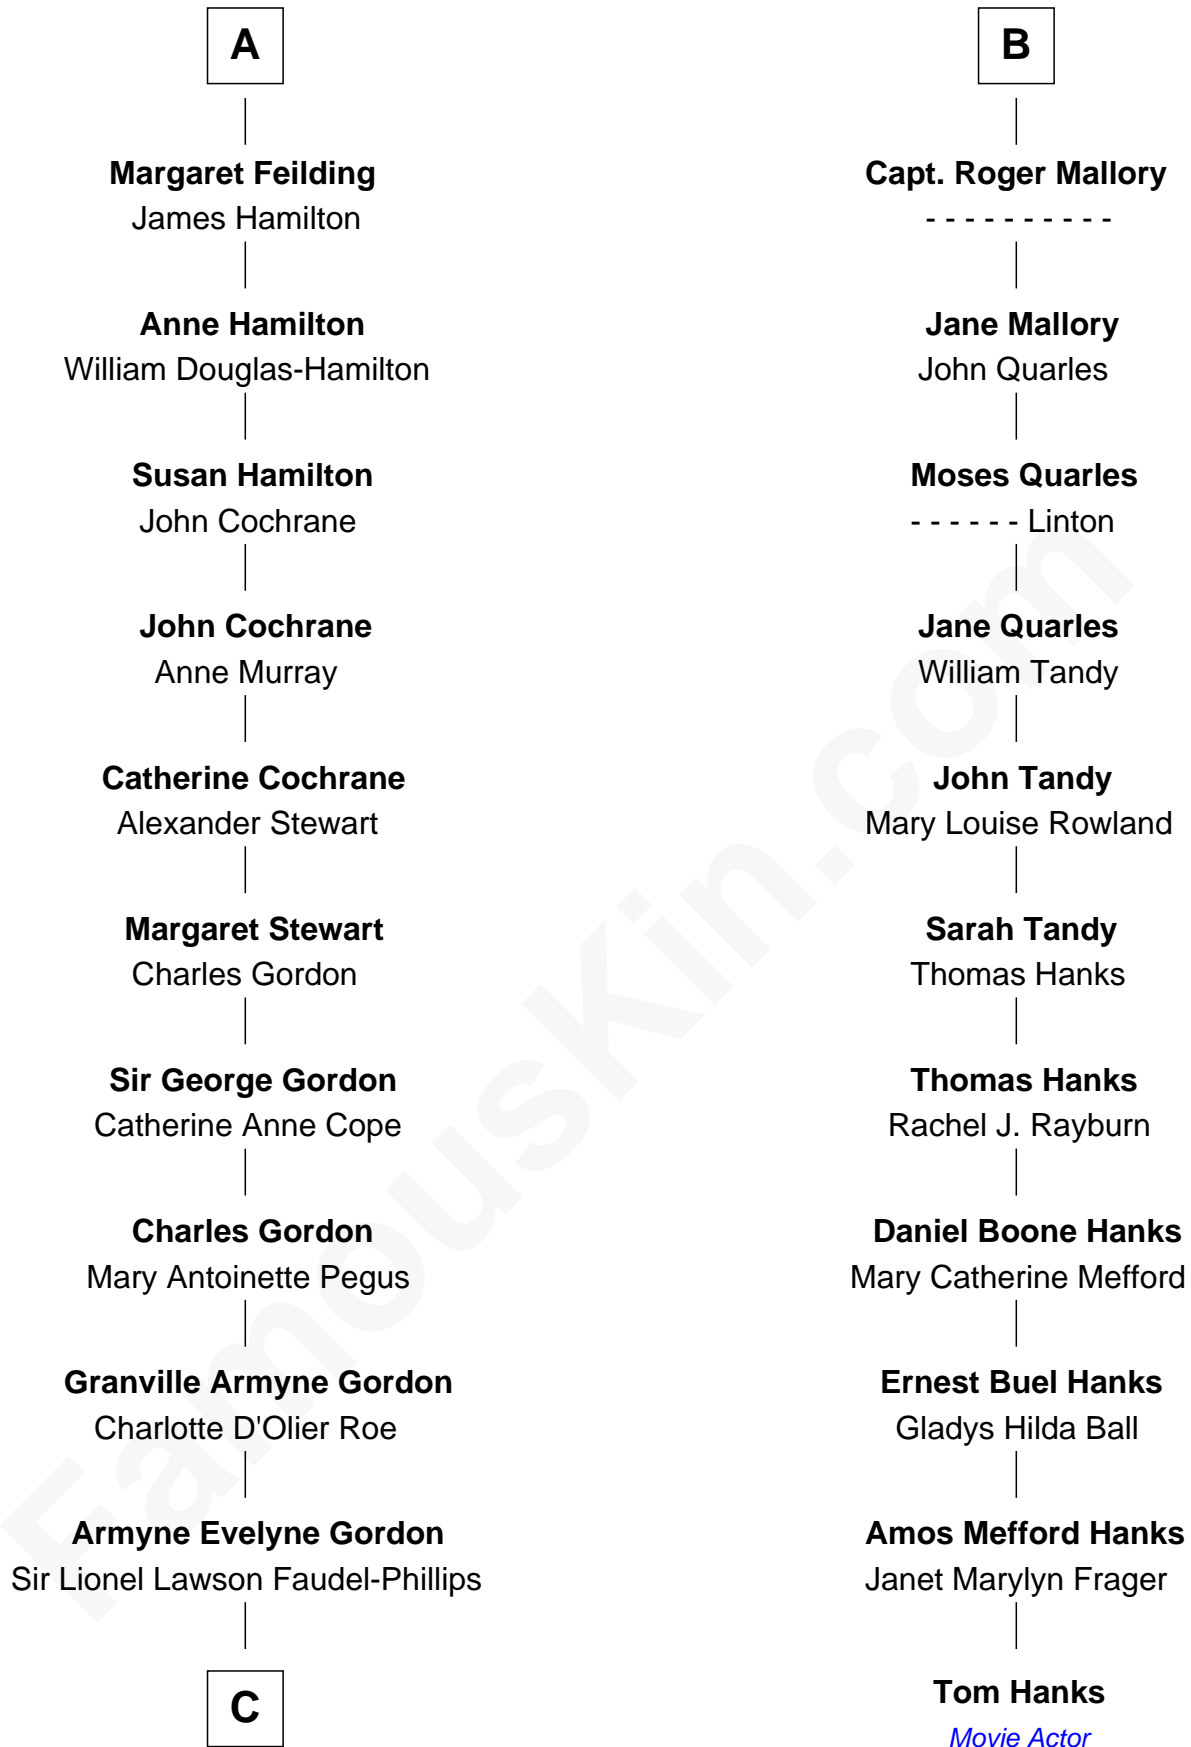 A
Margaret Feilding
James Hamilton
Anne Hamilton
William Douglas-Hamilton
Susan Hamilton
John Cochrane
John Cochrane
Anne Murray
Catherine Cochrane
Alexander Stewart
Margaret Stewart
Charles Gordon
Sir George Gordon
Catherine Anne Cope
Charles Gordon
Mary Antoinette Pegus
Granville Armyne Gordon
Charlotte D'Olier Roe
Armyne Evelyne Gordon
Sir Lionel Lawson Faudel-Phillips
C
B
Capt. Roger Mallory
- - - - - - - - - -
Jane Mallory
John Quarles
Moses Quarles
- - - - - - Linton
Jane Quarles
William Tandy
John Tandy
Mary Louise Rowland
Sarah Tandy
Thomas Hanks
Thomas Hanks
Rachel J. Rayburn
Daniel Boone Hanks
Mary Catherine Mefford
Ernest Buel Hanks
Gladys Hilda Ball
Amos Mefford Hanks
Janet Marylyn Frager
Tom Hanks
Movie Actor
FamousKin.com